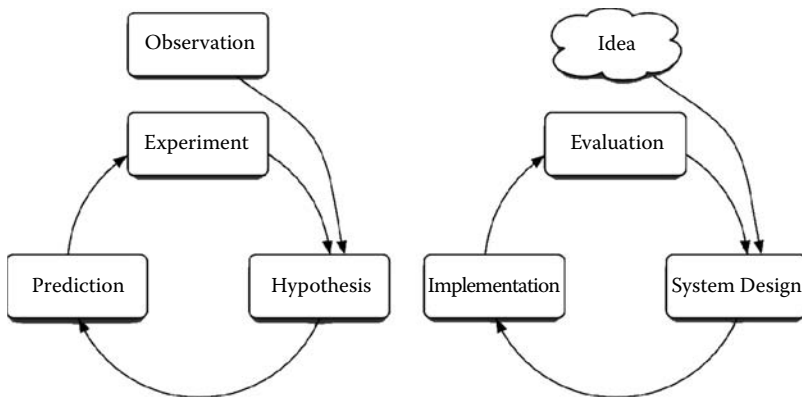 Observation
Experiment
Prediction
Hypothesis
Idea
Evaluation
Implementation
System Design